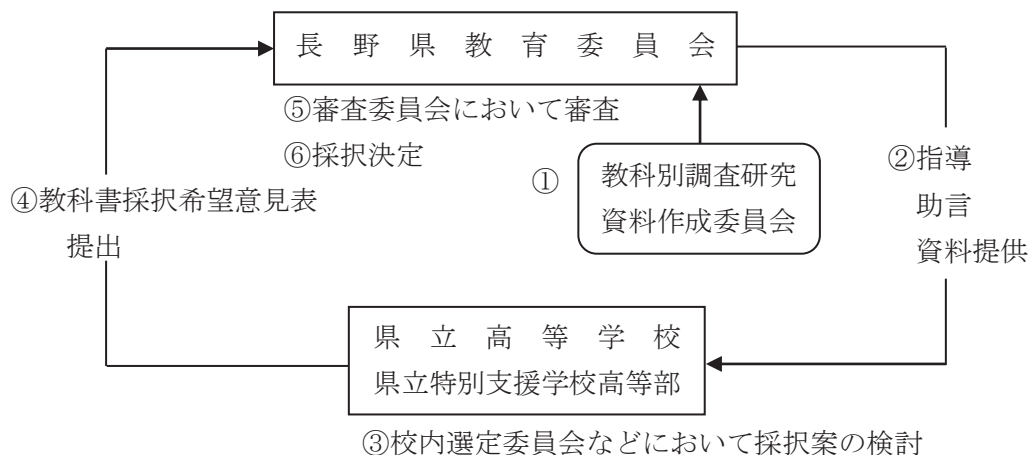 長野県教育委員会
⑤審査委員会において審査
⑥採択決定
①
教科別調査研究
資料作成委員会
②指導
助言
資料提供
④教科書採択希望意見表
提出
県立高等学校
県立特別支援学校高等部
③校内選定委員会などにおいて採択案の検討